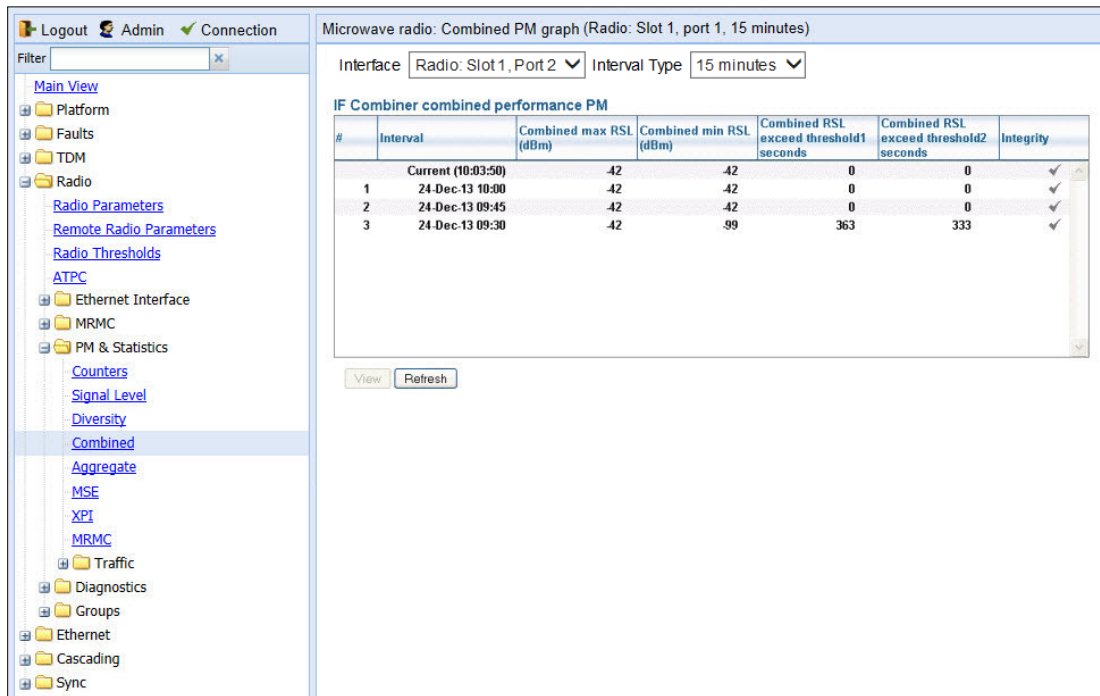 Logout Admin Connection
Filter
Main View
Platform
Faults
TDM
Radio
Radio Parameters
Remote Radio Parameters
Radio Thresholds
ATPC
Ethernet Interface
MRMC
PM & Statistics
Counters
Signal Level
Diversity
Combined
Aggregate
MSE
XPI
MRMC
Traffic
Diagnostics
Groups
Ethernet
Cascading
Sync
Microwave radio: Combined PM graph (Radio: Slot 1, port 1, 15 minutes)
Interface Radio: Slot 1, Port 2 Interval Type 15 minutes
IF Combiner combined performance PM
# Interval Combined max RSL (dBm) Combined min RSL (dBm) Combined RSL exceed threshold1 seconds Combined RSL exceed threshold2 seconds Integrity
Current (10:03:50) -42 -42 0 0
1 24-Dec-13 10:00 -42 -42 0 0
2 24-Dec-13 09:45 -42 -42 0 0
3 24-Dec-13 09:30 -42 -99 363 333
View Refresh